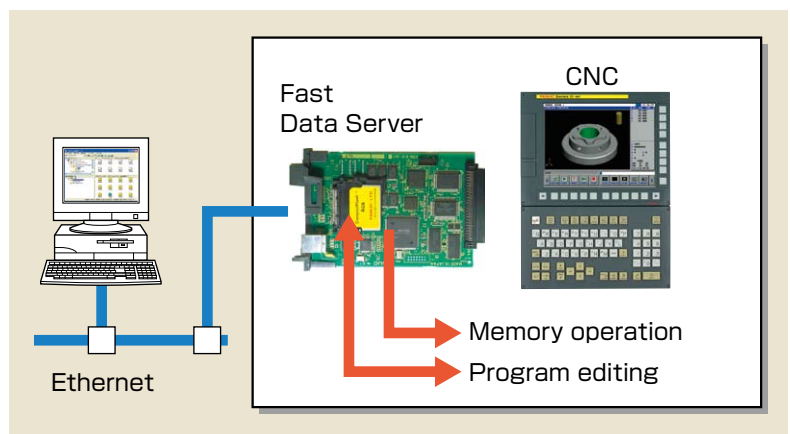 Fast
Data Server
CNC
Memory operation
Program editing
Ethernet